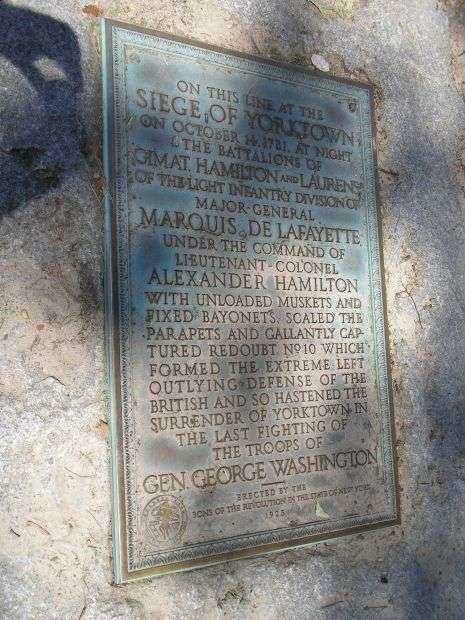 ON THIS LINE AT THE
SIEGE OF YORKTOWN
ON OCTOBER 14, 1781, AT NIGHT
THE BATTALIONS OF
GIMAT, HAMILTON AND LAURENS
OF THE LIGHT INFANTRY DIVISION OF
MAJOR-GENERAL
MARQUIS DE LAFAYETTE
UNDER THE COMMAND OF
LIEUTENANT-COLONEL
ALEXANDER HAMILTON
WITH UNLOADED MUSKETS AND
FIXED BAYONETS, SCALED THE
PARAPETS AND GALLANTLY CAP-
TURED REDOUBT Nº 10 WHICH
FORMED THE EXTREME LEFT
OUTLYING DEFENSE OF THE
BRITISH AND SO HASTENED THE
SURRENDER OF YORKTOWN IN
THE LAST FIGHTING OF
THE TROOPS OF
GEN GEORGE WASHINGTON
ERECTED BY THE
SONS OF THE REVOLUTION IN THE STATE OF NEW YORK
1925